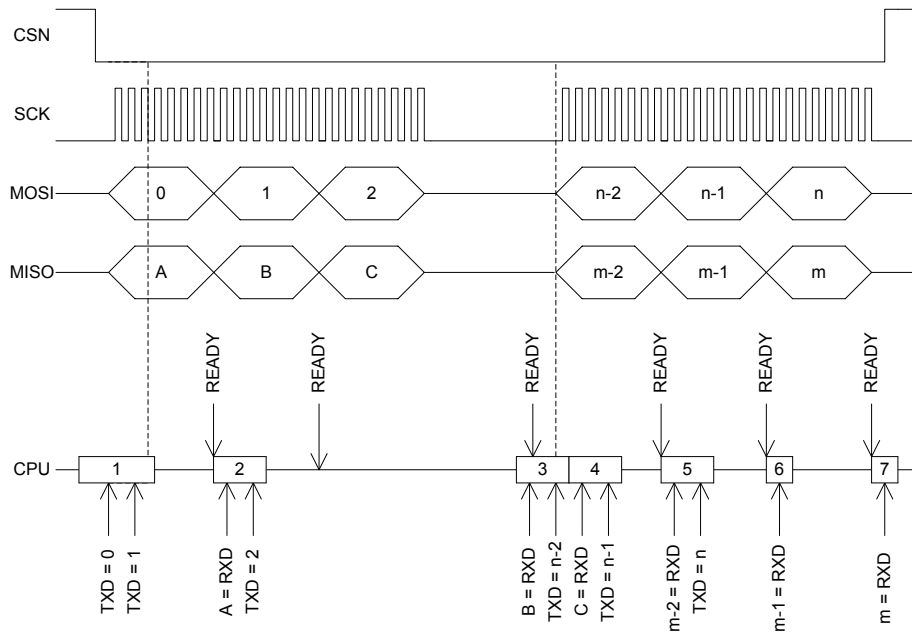 CSN
SCK
MOSI
0
1
2
n-2
n-1
n
MISO
A
B
C
m-2
m-1
m
READY
READY
READY
READY
READY
READY
CPU
1
2
3
4
5
6
7
TXD = 0
TXD = 1
A = RXD
TXD = 2
B = RXD
TXD = n-2
C = RXD
TXD = n-1
m-2 = RXD
TXD = n
m-1 = RXD
m = RXD